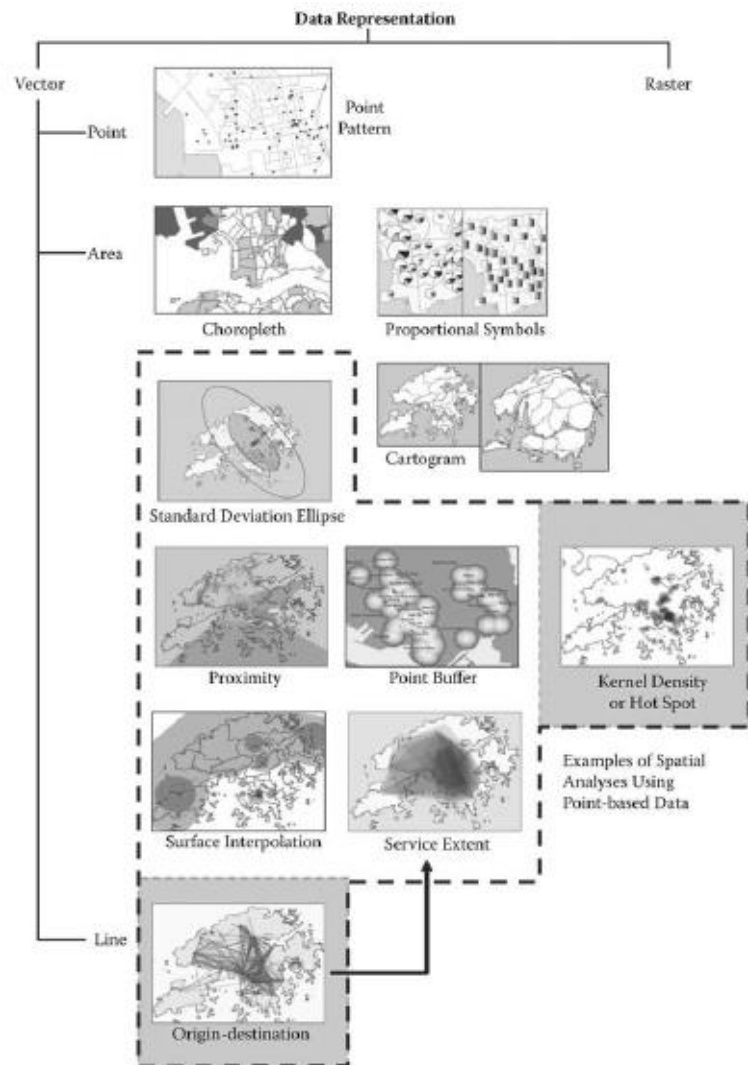 Data Representation
Vector
Raster
Point
Point
Pattern
Area
Choropleth
Proportional Symbols
Cartogram
Standard Deviation Ellipse
Proximity
Point Buffer
Kernel Density
or Hot Spot
Surface Interpolation
Service Extent
Examples of Spatial
Analyses Using
Point-based Data
Line
Origin-destination